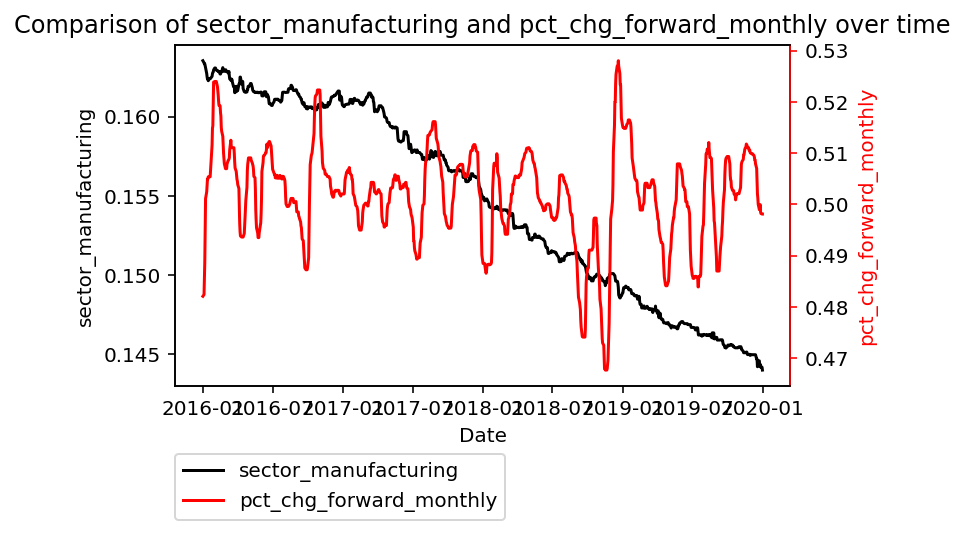 Comparison of sector_manufacturing and pct_chg_forward_monthly over time
0.160
0.155
0.150
0.145
sector_manufacturing
0.53
0.52
0.51
0.50
0.49
0.48
0.47
pct_chg_forward_monthly
2016-01 2016-07 2017-01 2017-07 2018-01 2018-07 2019-01 2019-07 2020-01
Date
sector_manufacturing
pct_chg_forward_monthly